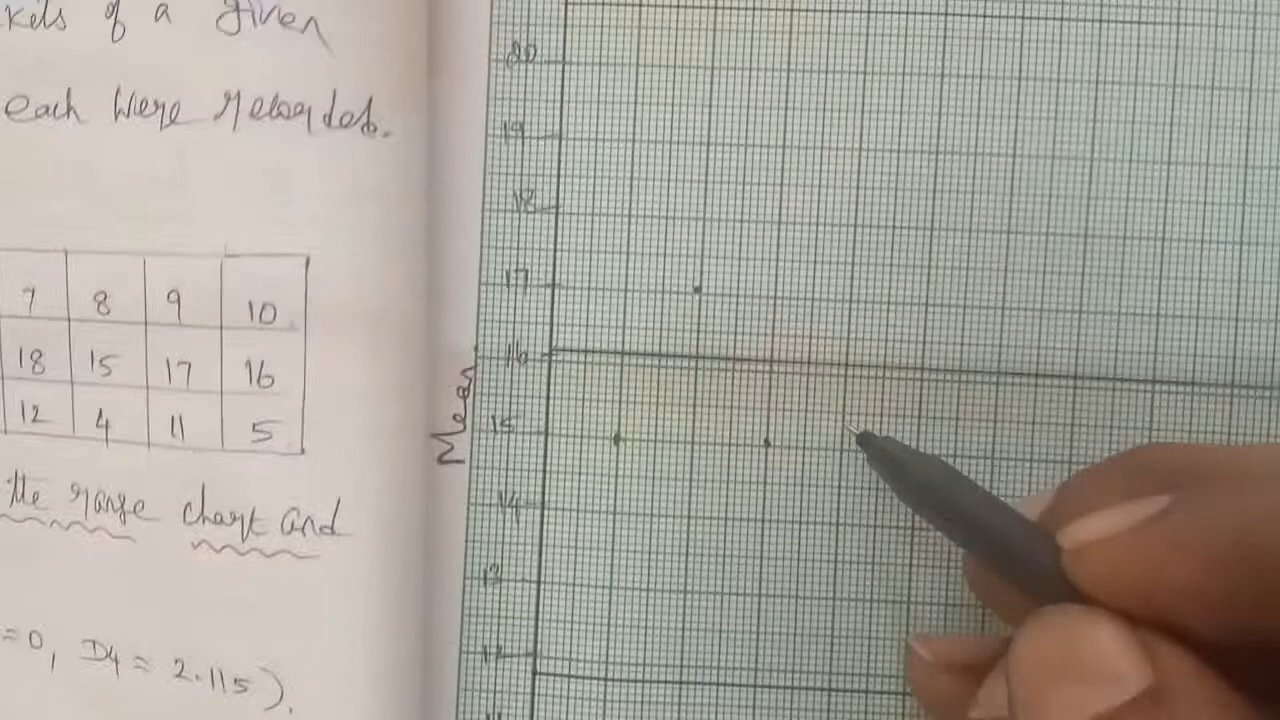 kets of a given
each were recorded.
7 8 9 10
18 15 17 16
12 4 11 5
the range chart and
=0, D4 = 2.115).
Mean
20
19
18
17
16
15
14
13
12
11